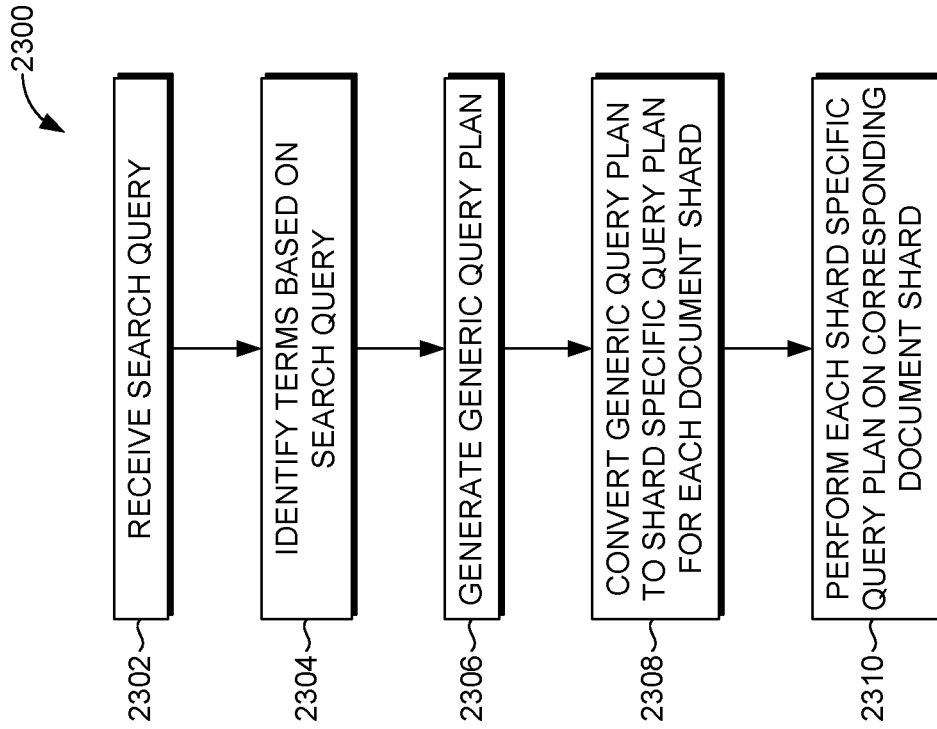 2300
RECEIVE SEARCH QUERY
2302
IDENTIFY TERMS BASED ON
SEARCH QUERY
2304
GENERATE GENERIC QUERY PLAN
2306
CONVERT GENERIC QUERY PLAN
TO SHARD SPECIFIC QUERY PLAN
FOR EACH DOCUMENT SHARD
2308
PERFORM EACH SHARD SPECIFIC
QUERY PLAN ON CORRESPONDING
DOCUMENT SHARD
2310